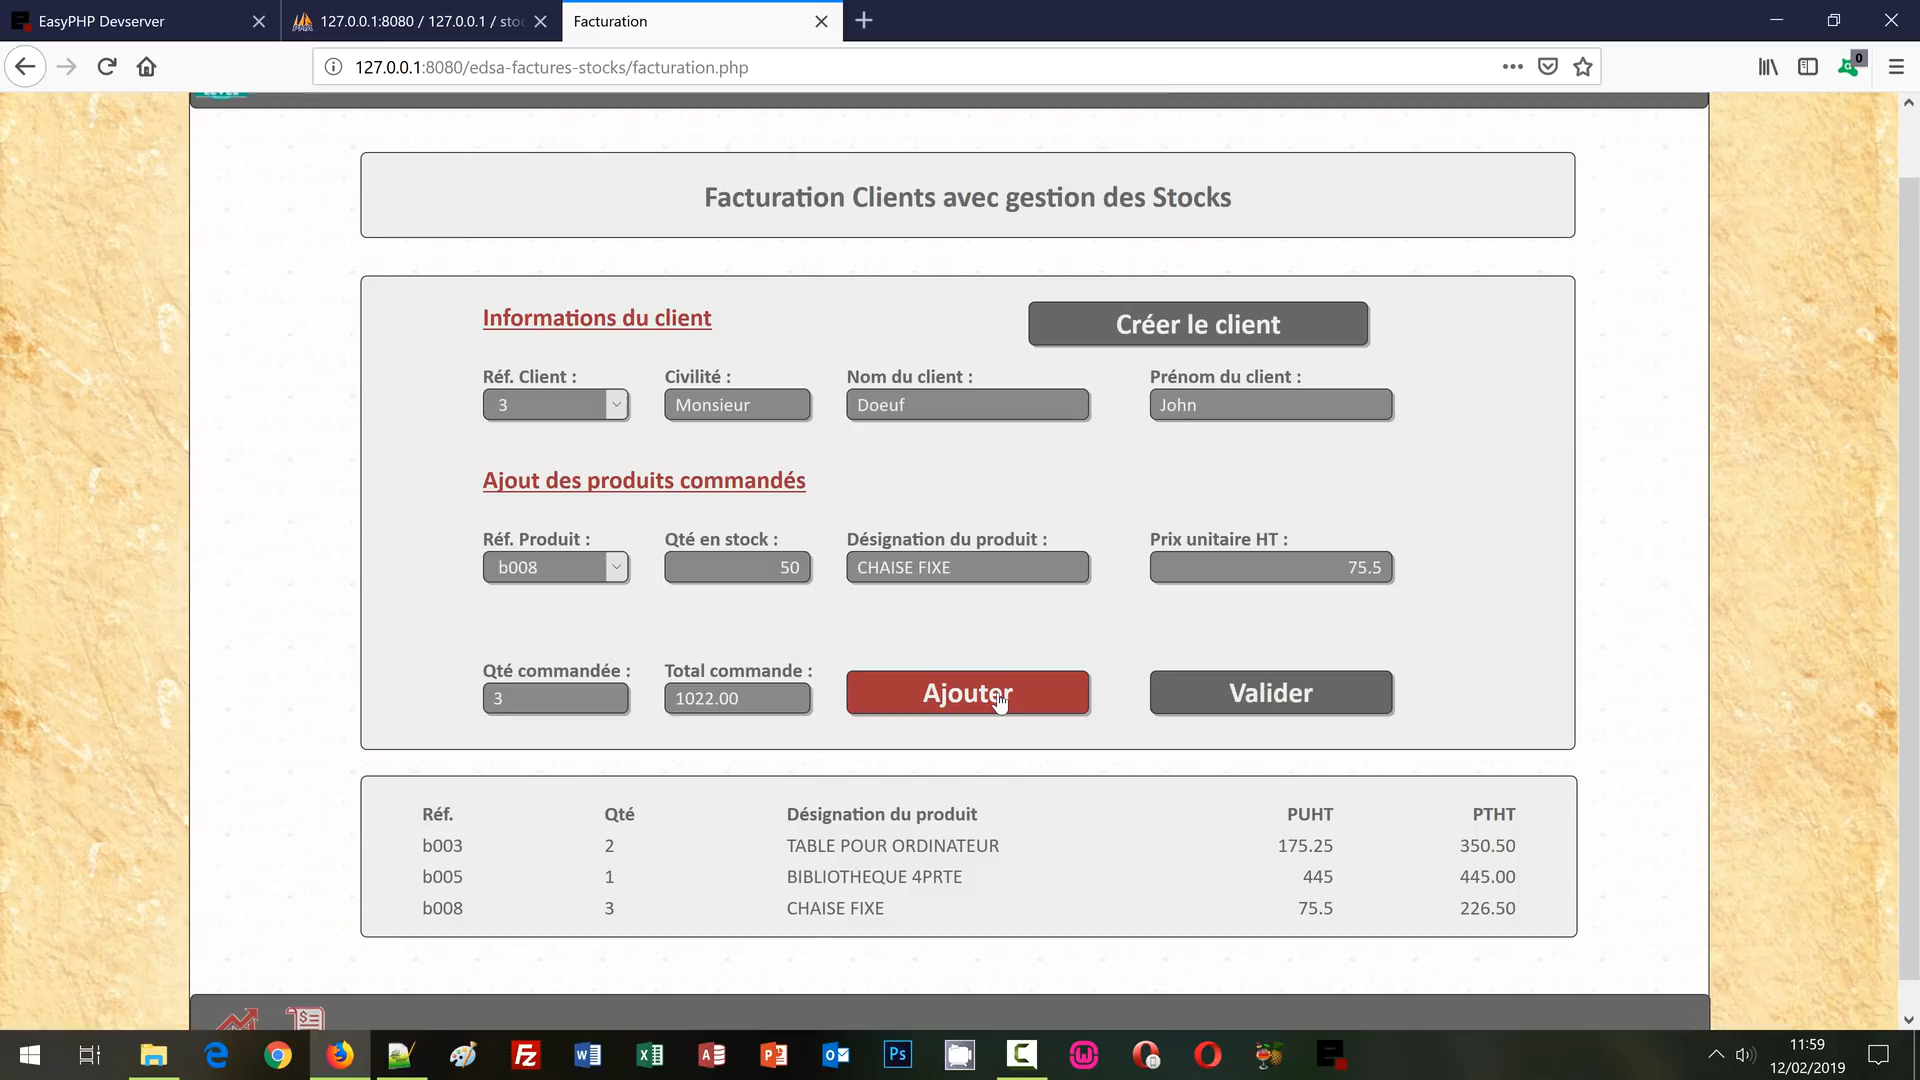 EasyPHP Devserver
127.0.0.1:8080 / 127.0.0.1 / stoc
Facturation
127.0.0.1:8080/edsa-factures-stocks/facturation.php
0
Facturation Clients avec gestion des Stocks
Informations du client
Créer le client
Réf. Client : Civilité : Nom du client : Prénom du client :
3 Monsieur Doeuf John
Ajout des produits commandés
Réf. Produit : Qté en stock : Désignation du produit : Prix unitaire HT :
b008 50 CHAISE FIXE 75.5
Qté commandée : Total commande :
3 1022.00 Ajouter Valider
Réf. Qté Désignation du produit PUHT PTHT
b003 2 TABLE POUR ORDINATEUR 175.25 350.50
b005 1 BIBLIOTHEQUE 4PRTE 445 445.00
b008 3 CHAISE FIXE 75.5 226.50
11:59
12/02/2019